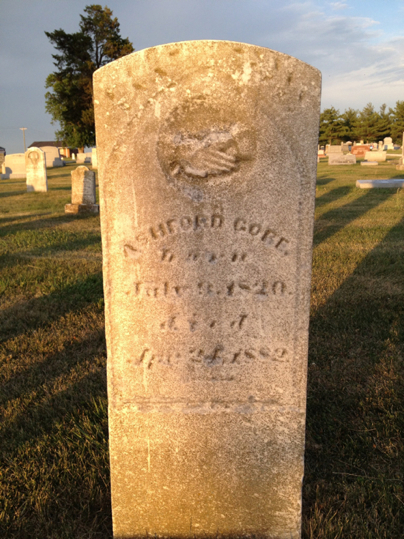 ASHFORD GORE,
born
July 9, 1820.
died
Apr. 24, 1882